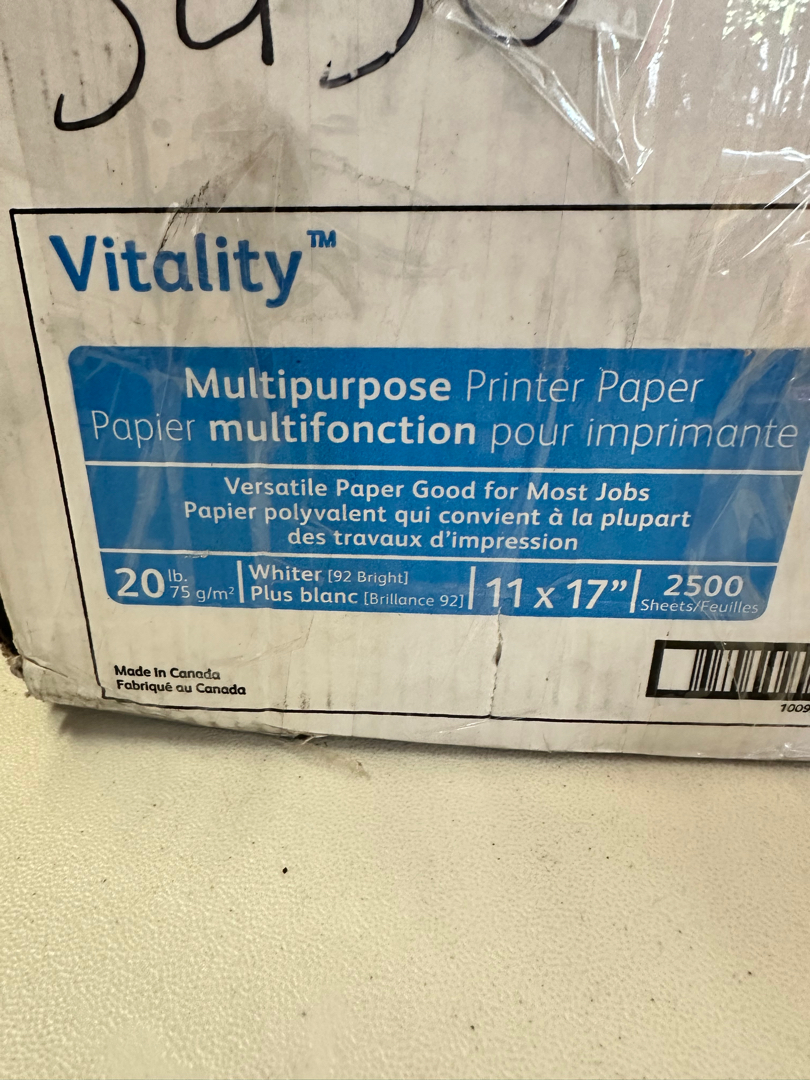 Vitality™
Multipurpose Printer Paper
Papier multifonction pour imprimante
Versatile Paper Good for Most Jobs
Papier polyvalent qui convient à la plupart
des travaux d'impression
20 lb. 75 g/m²
Whiter [92 Bright]
Plus blanc [Brillance 92]
11 x 17”
2500
Sheets/Feuilles
Made In Canada
Fabriqué au Canada